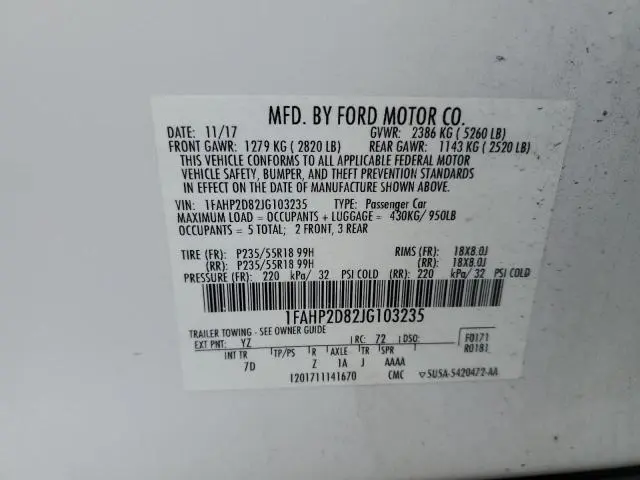 MFD. BY FORD MOTOR CO.
DATE: 11/17 GVWR: 2386 KG ( 5260 LB)
FRONT GAWR: 1279 KG ( 2820 LB) REAR GAWR: 1143 KG ( 2520 LB)
THIS VEHICLE CONFORMS TO ALL APPLICABLE FEDERAL MOTOR
VEHICLE SAFETY, BUMPER, AND THEFT PREVENTION STANDARDS
IN EFFECT ON THE DATE OF MANUFACTURE SHOWN ABOVE.
VIN: 1FAHP2D82JG103235 TYPE: Passenger Car
MAXIMUM LOAD = OCCUPANTS + LUGGAGE = 430KG/ 950LB
OCCUPANTS = 5 TOTAL; 2 FRONT, 3 REAR
TIRE (FR): P235/55R18 99H RIMS (FR): 18X8.0J
(RR): P235/55R18 99H (RR): 18X8.0J
PRESSURE (FR): 220 kPa/ 32 PSI COLD (RR): 220 kPa/ 32 PSI COLD
1FAHP2D82JG103235
TRAILER TOWING - SEE OWNER GUIDE
EXT PNT: YZ RC: 72 DSO: F0171
R0181
INT TR TP/PS R AXLE TR SPR
7D Z 1A J AAAA
I201711141670 CMC ▽5USA-5420472-AA